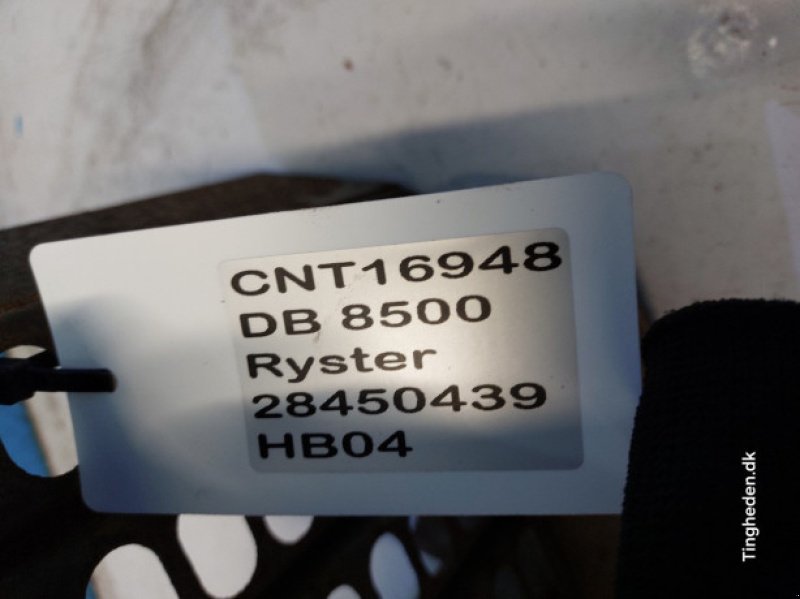 CNT16948
DB 8500
Ryster
28450439
HB04
Tingheden.dk